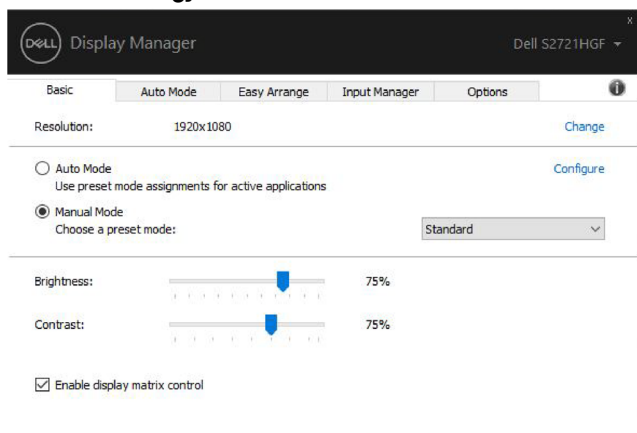 DELL Display Manager
x
Dell S2721HGF
Basic Auto Mode Easy Arrange Input Manager Options
Resolution: 1920x1080 Change
Auto Mode Configure
Use preset mode assignments for active applications
Manual Mode
Choose a preset mode: Standard
Brightness: 75%
Contrast: 75%
Enable display matrix control